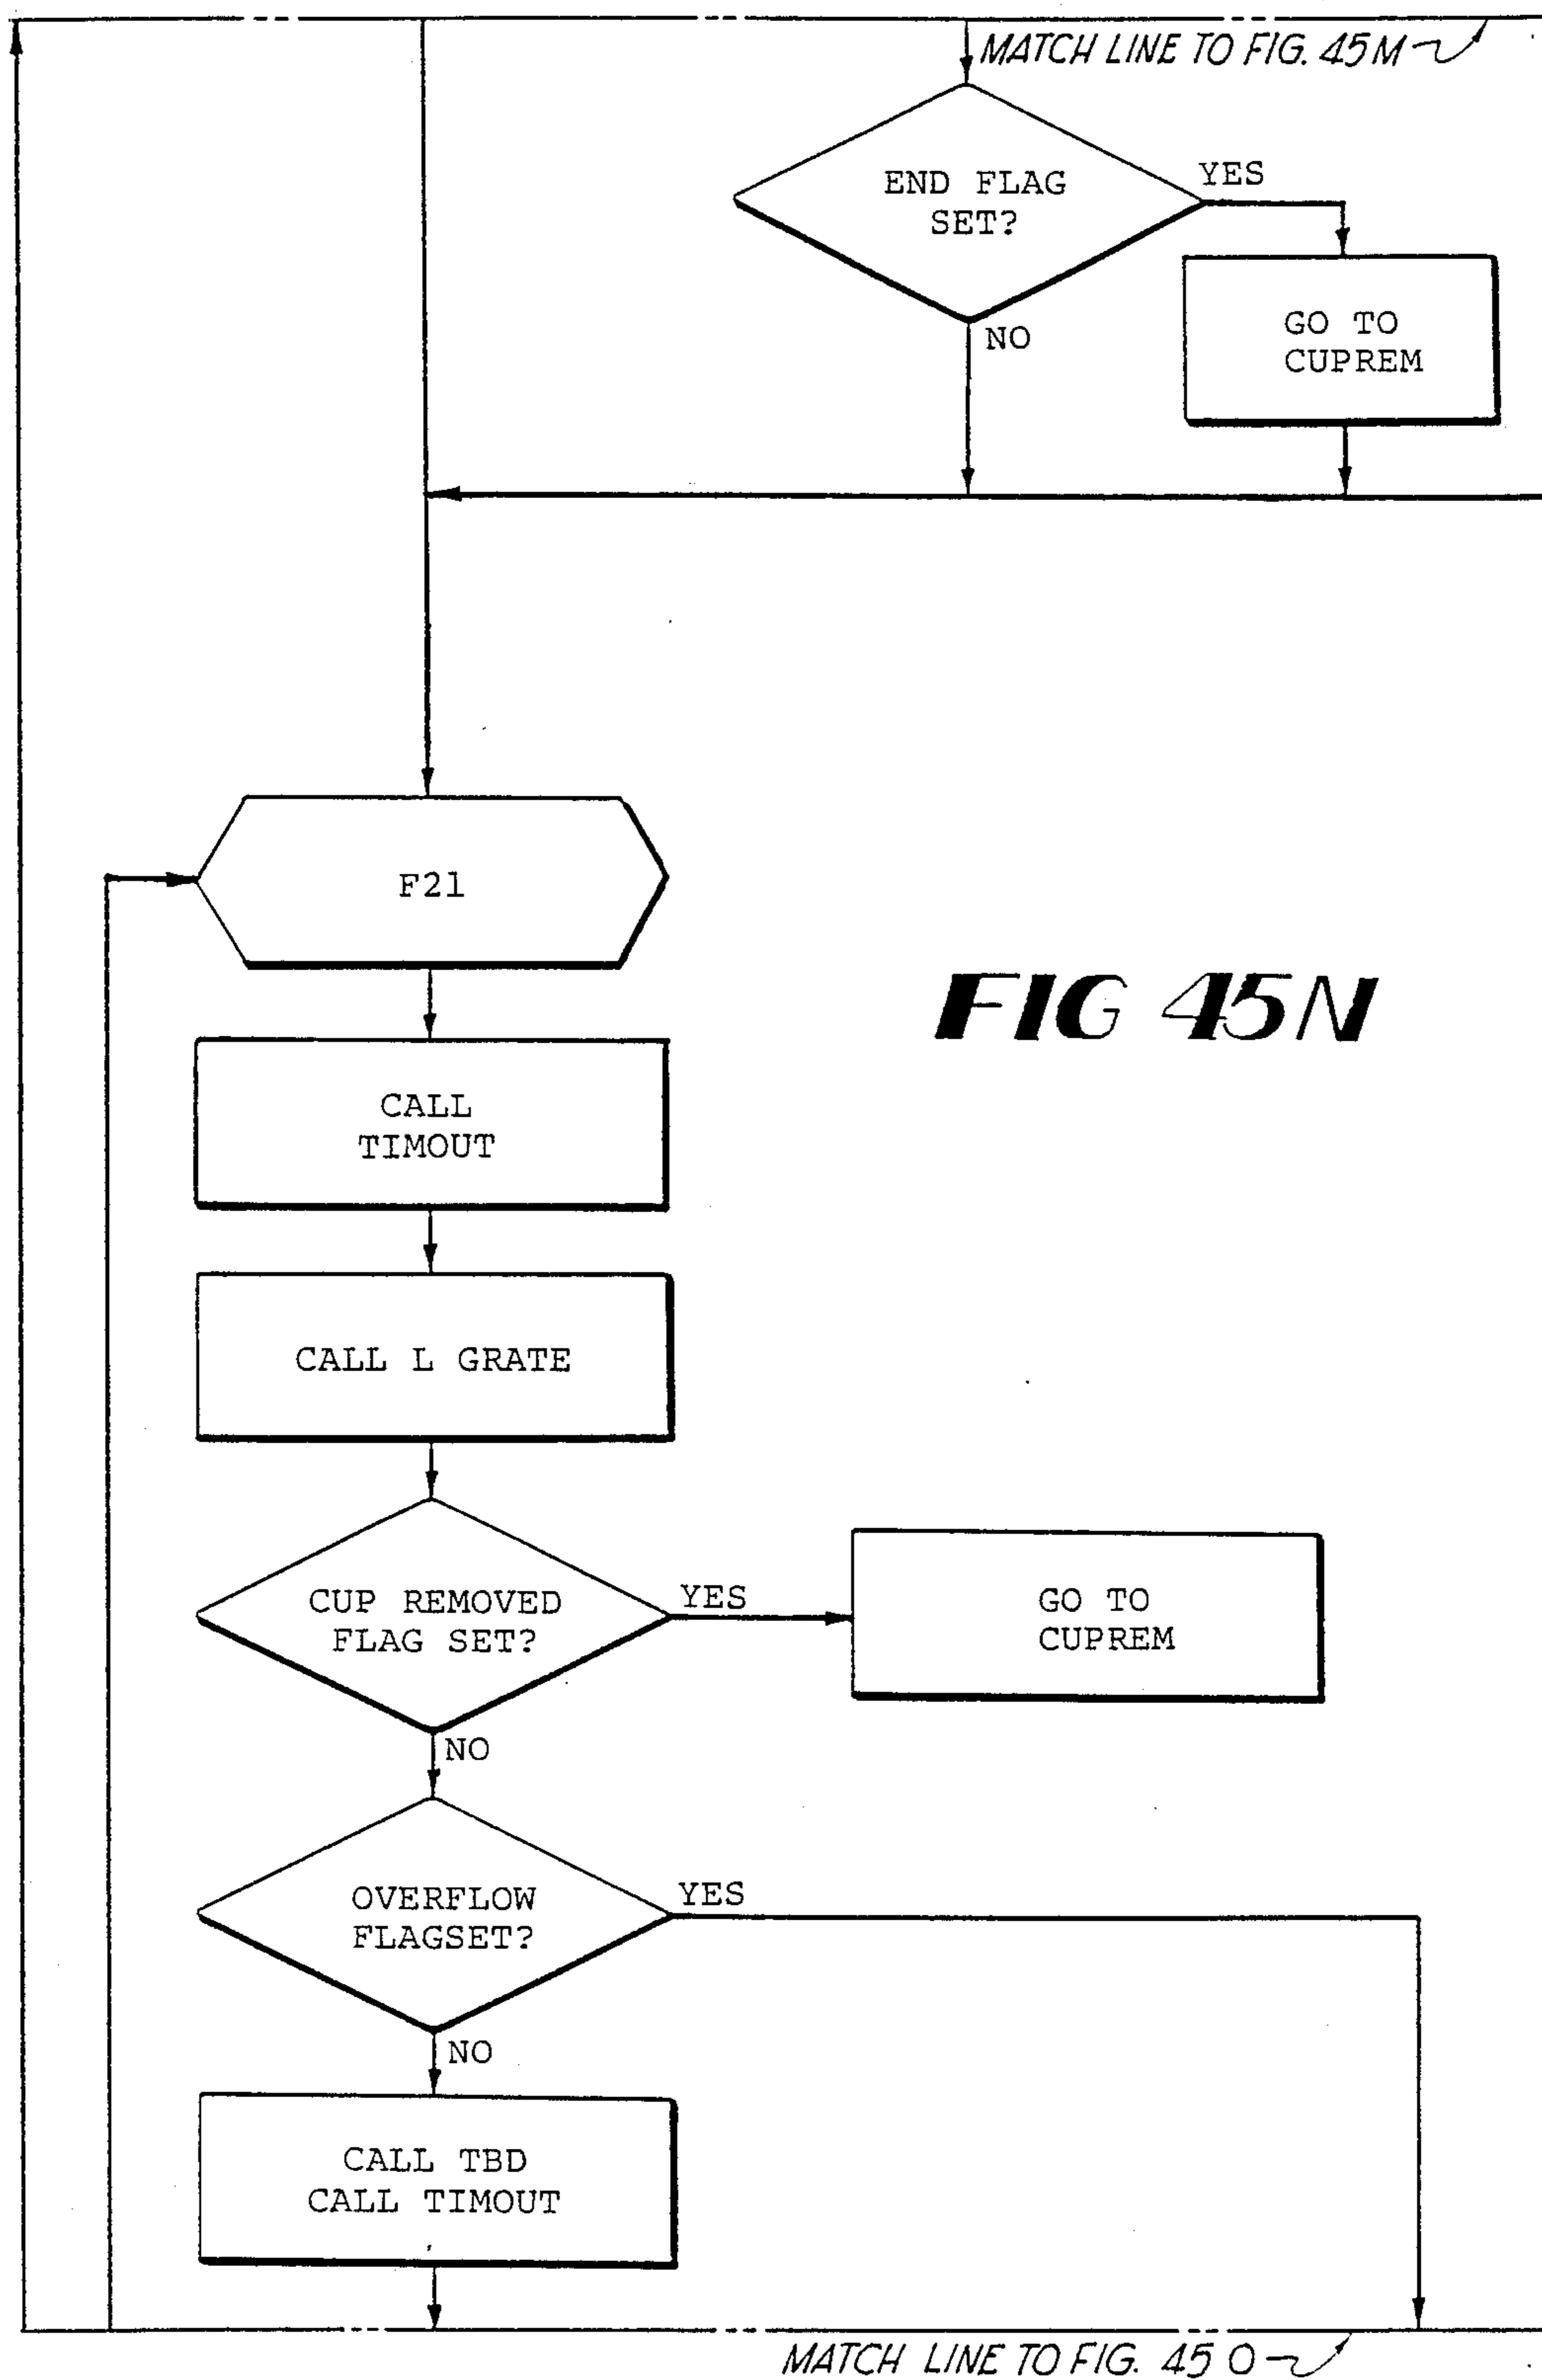 MATCH LINE TO FIG. 45M
END FLAG
SET?
YES
NO
GO TO
CUPREM
F21
FIG 45N
CALL
TIMOUT
CALL L GRATE
CUP REMOVED
FLAG SET?
YES
GO TO
CUPREM
NO
OVERFLOW
FLAGSET?
YES
NO
CALL TBD
CALL TIMOUT
MATCH LINE TO FIG. 45 O